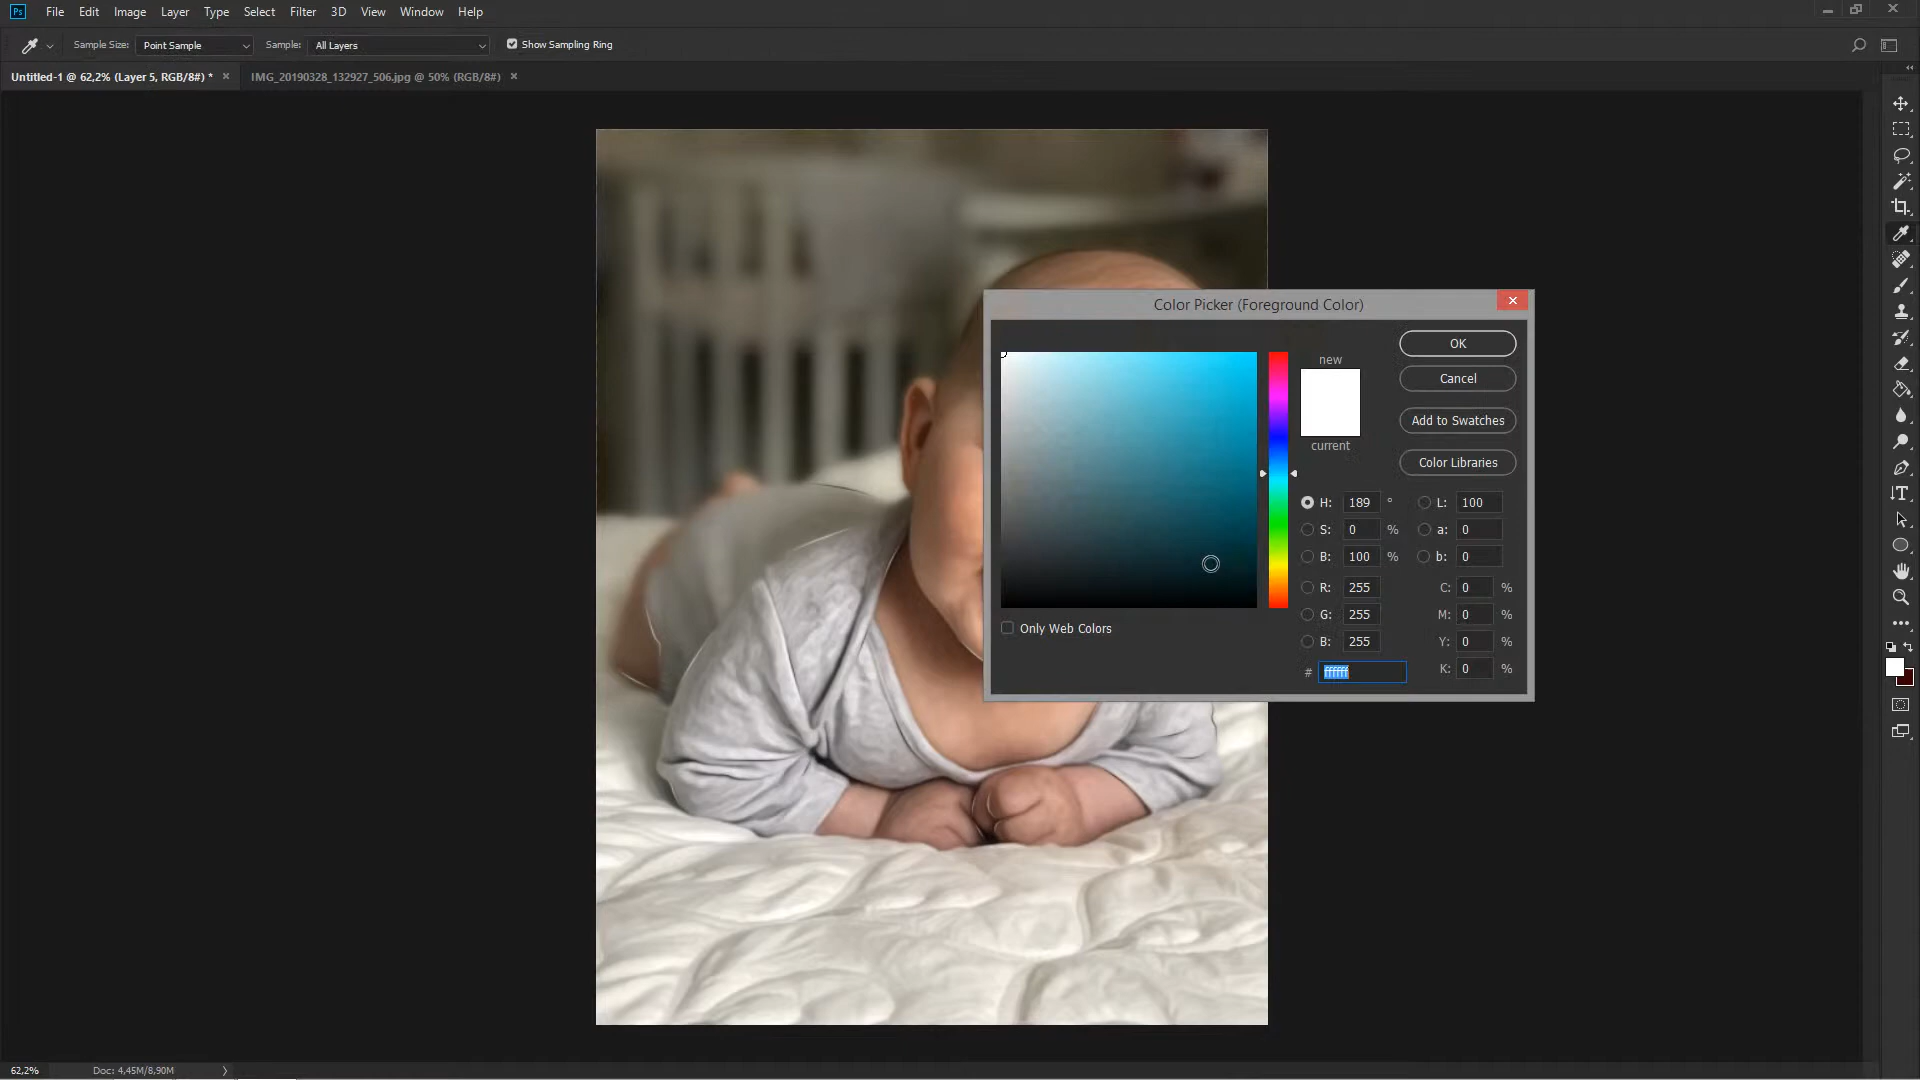 Ps File Edit Image Layer Type Select Filter 3D View Window Help
Sample Size: Point Sample Sample: All Layers Show Sampling Ring
Untitled-1 @ 62,2% (Layer 5, RGB/8#) * × IMG_20190328_132927_506.jpg @ 50% (RGB/8#) ×
Color Picker (Foreground Color)
OK
new
Cancel
Add to Swatches
current
Color Libraries
H: 189 ° L: 100
S: 0 % a: 0
B: 100 % b: 0
R: 255 C: 0 %
G: 255 M: 0 %
Only Web Colors
B: 255 Y: 0 %
# ffffff K: 0 %
62,2% Doc: 4,45M/8,90M